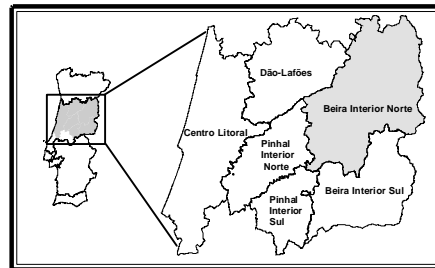 Dão-Lafões
Beira Interior Norte
Centro Litoral
Pinhal
Interior
Norte
Beira Interior Sul
Pinhal
Interior
Sul